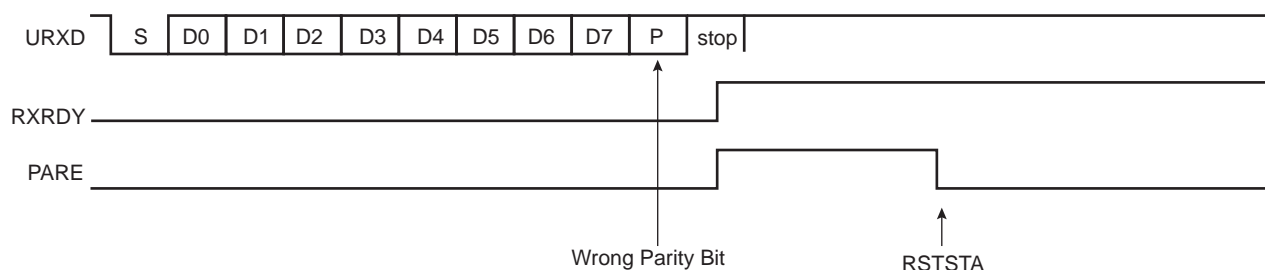 URXD S D0 D1 D2 D3 D4 D5 D6 D7 P stop
RXRDY
PARE
Wrong Parity Bit RSTSTA